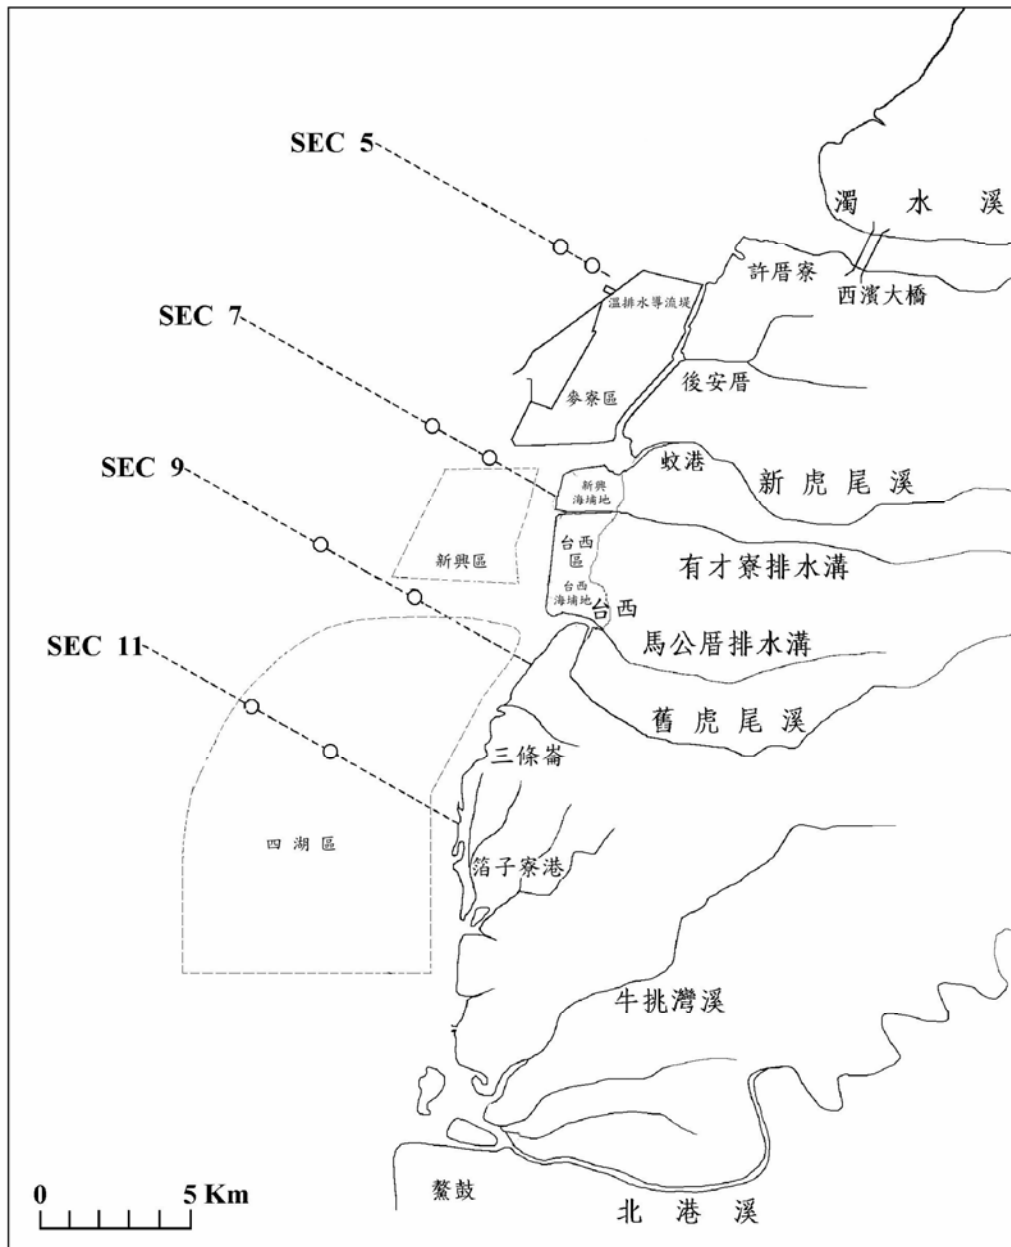 SEC 5
濁水溪
許厝寮
西濱大橋
溫排水導流堤
SEC 7
後安厝
麥寮區
蚊港
SEC 9
新虎尾溪
新興
海埔地
新興區
台西
區
有才寮排水溝
台西
海埔地
台西
SEC 11
馬公厝排水溝
舊虎尾溪
三條崙
四湖區
箔子寮港
牛挑灣溪
0 5 Km
鰲鼓
北港溪